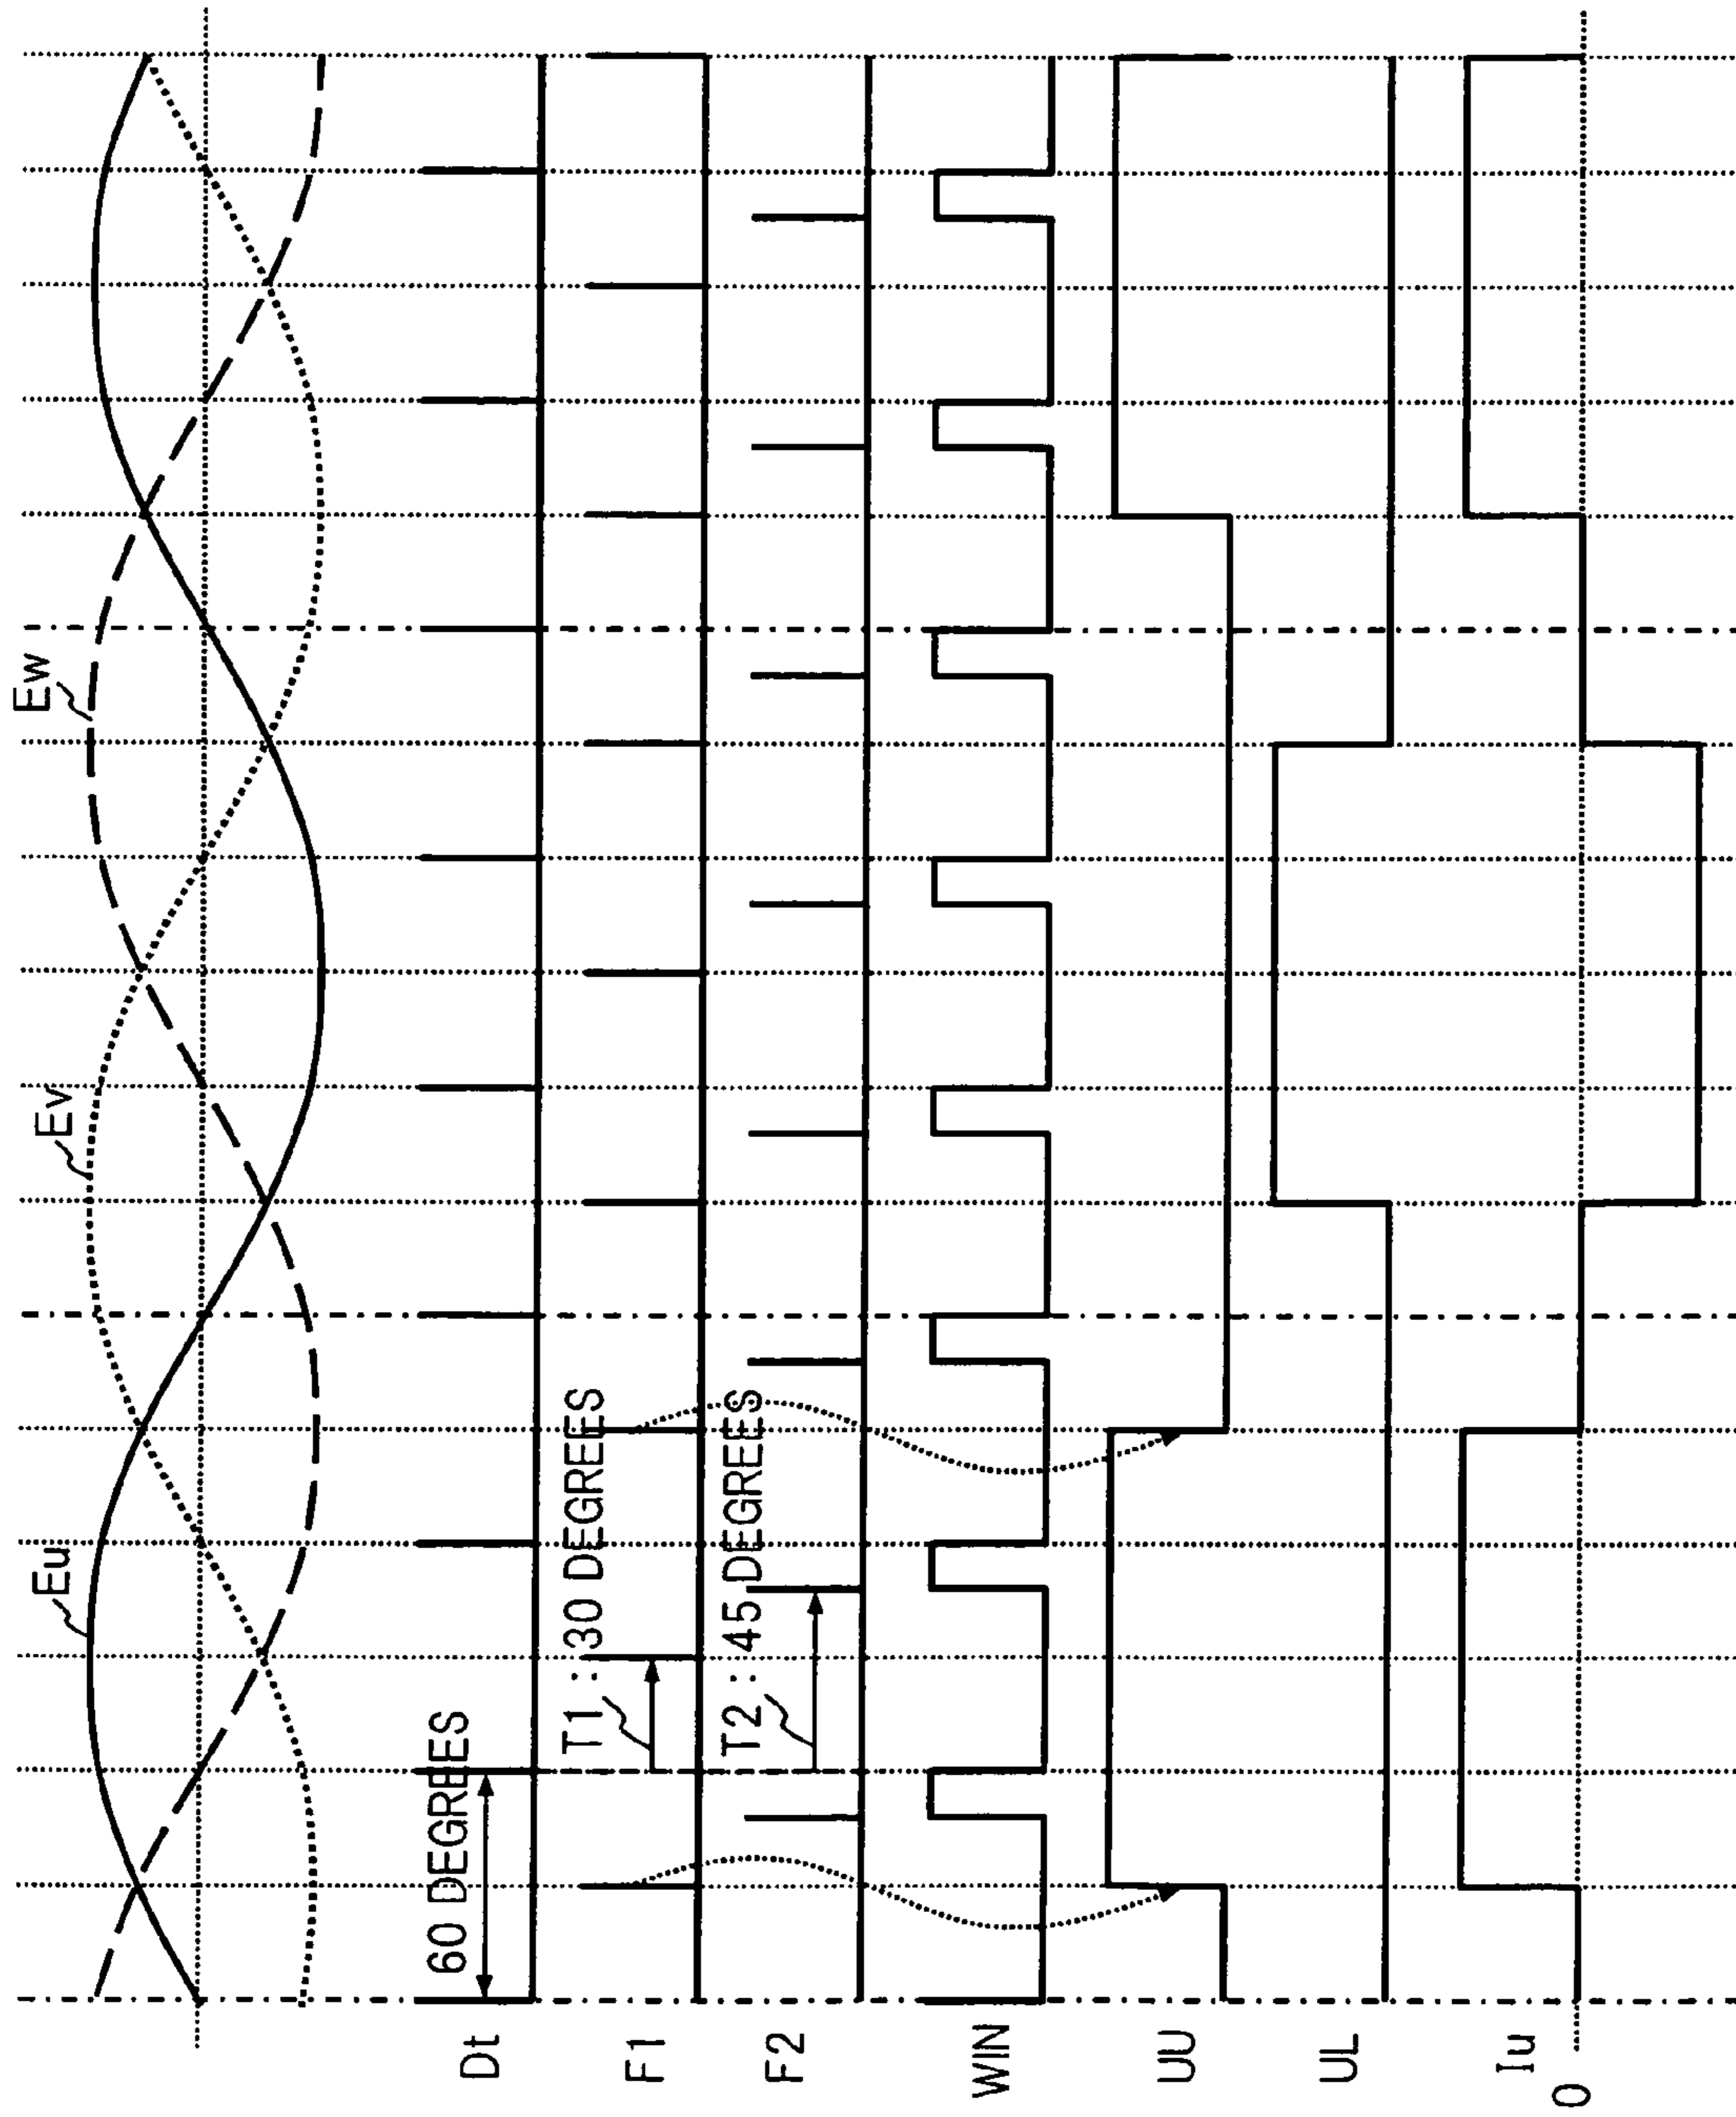 Eu
Ev
Ew
Dt
60 DEGREES
F1
T1 : 30 DEGREES
F2
T2 : 45 DEGREES
WIN
UU
UL
Iu
0